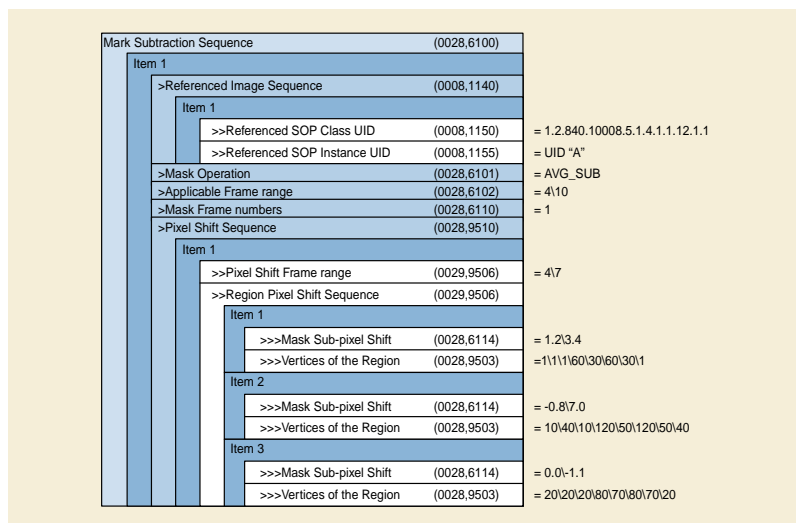 Mark Subtraction Sequence (0028,6100)
Item 1
>Referenced Image Sequence (0008,1140)
Item 1
>>Referenced SOP Class UID (0008,1150) = 1.2.840.10008.5.1.4.1.1.12.1.1
>>Referenced SOP Instance UID (0008,1155) = UID “A”
>Mask Operation (0028,6101) = AVG_SUB
>Applicable Frame range (0028,6102) = 4\10
>Mask Frame numbers (0028,6110) = 1
>Pixel Shift Sequence (0028,9510)
Item 1
>>Pixel Shift Frame range (0029,9506) = 4\7
>>Region Pixel Shift Sequence (0029,9506)
Item 1
>>>Mask Sub-pixel Shift (0028,6114) = 1.2\3.4
>>>Vertices of the Region (0028,9503) =1\1\1\60\30\60\30\1
Item 2
>>>Mask Sub-pixel Shift (0028,6114) = -0.8\7.0
>>>Vertices of the Region (0028,9503) = 10\40\10\120\50\120\50\40
Item 3
>>>Mask Sub-pixel Shift (0028,6114) = 0.0\-1.1
>>>Vertices of the Region (0028,9503) = 20\20\20\80\70\80\70\20